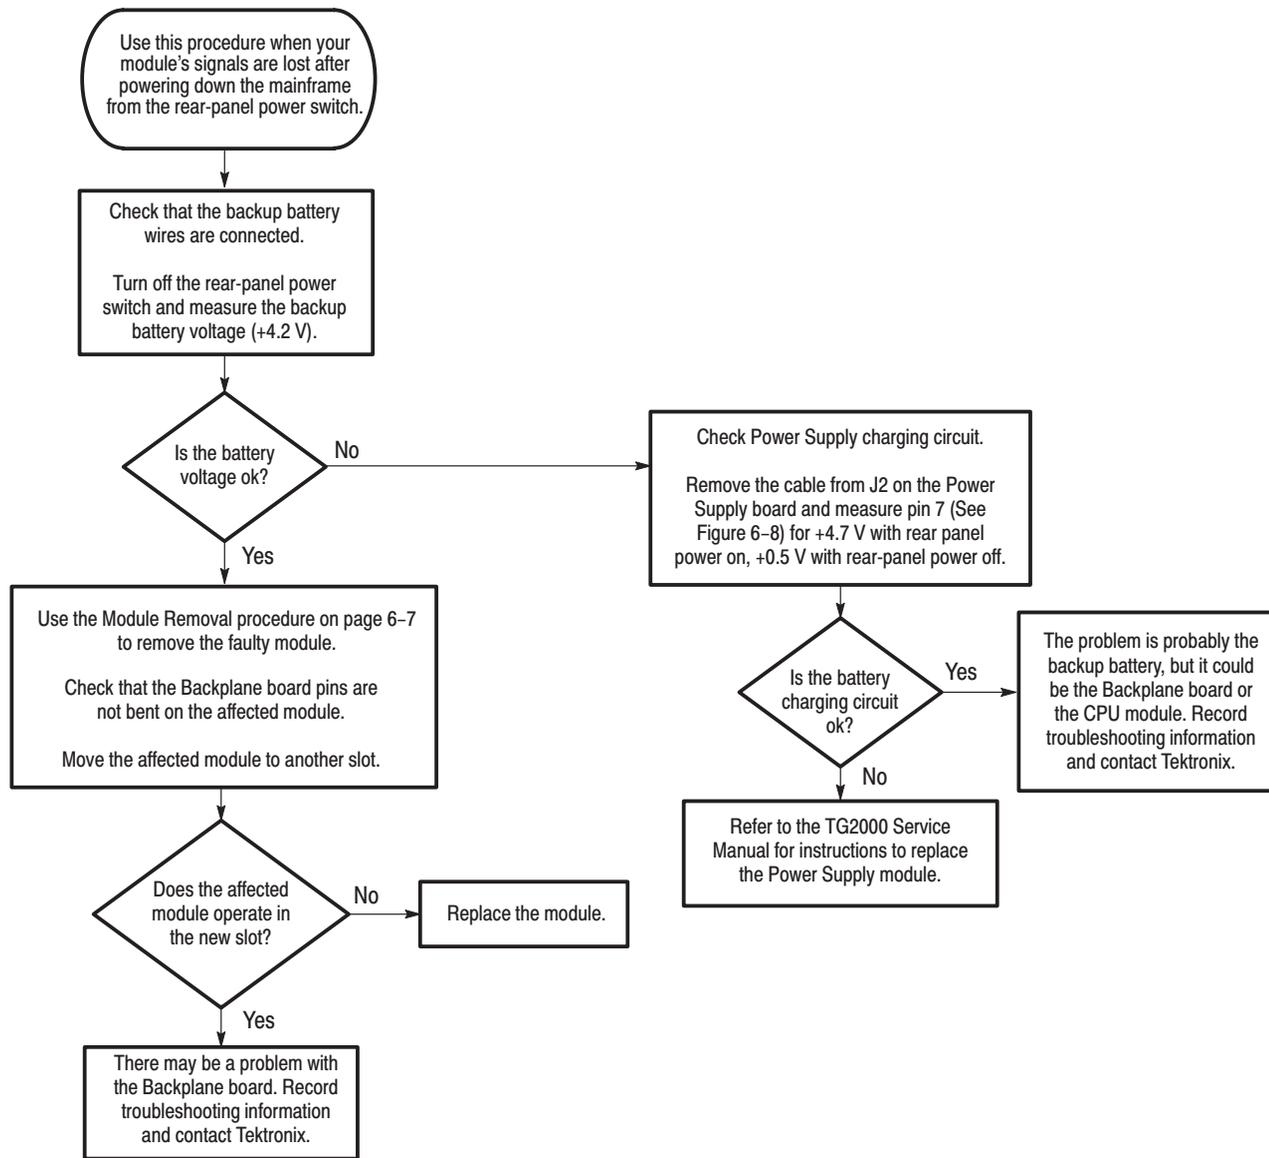 Use this procedure when your
module's signals are lost after
powering down the mainframe
from the rear-panel power switch.
Check that the backup battery
wires are connected.
Turn off the rear-panel power
switch and measure the backup
battery voltage (+4.2 V).
Is the battery
voltage ok?
No
Yes
Check Power Supply charging circuit.
Remove the cable from J2 on the Power
Supply board and measure pin 7 (See
Figure 6–8) for +4.7 V with rear panel
power on, +0.5 V with rear-panel power off.
Use the Module Removal procedure on page 6–7
to remove the faulty module.
Check that the Backplane board pins are
not bent on the affected module.
Move the affected module to another slot.
Is the battery
charging circuit
ok?
Yes
No
The problem is probably the
backup battery, but it could
be the Backplane board or
the CPU module. Record
troubleshooting information
and contact Tektronix.
Refer to the TG2000 Service
Manual for instructions to replace
the Power Supply module.
Does the affected
module operate in
the new slot?
No
Yes
Replace the module.
There may be a problem with
the Backplane board. Record
troubleshooting information
and contact Tektronix.